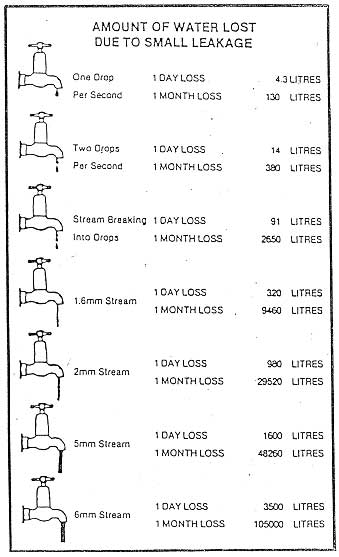 AMOUNT OF WATER LOST
DUE TO SMALL LEAKAGE
One Drop 1 DAY LOSS 4.3 LITRES
Per Second 1 MONTH LOSS 130 LITRES
Two Drops 1 DAY LOSS 14 LITRES
Per Second 1 MONTH LOSS 380 LITRES
Stream Breaking 1 DAY LOSS 91 LITRES
Into Drops 1 MONTH LOSS 2650 LITRES
1.6mm Stream 1 DAY LOSS 320 LITRES
1 MONTH LOSS 9460 LITRES
2mm Stream 1 DAY LOSS 980 LITRES
1 MONTH LOSS 29520 LITRES
5mm Stream 1 DAY LOSS 1600 LITRES
1 MONTH LOSS 48260 LITRES
6mm Stream 1 DAY LOSS 3500 LITRES
1 MONTH LOSS 105000 LITRES